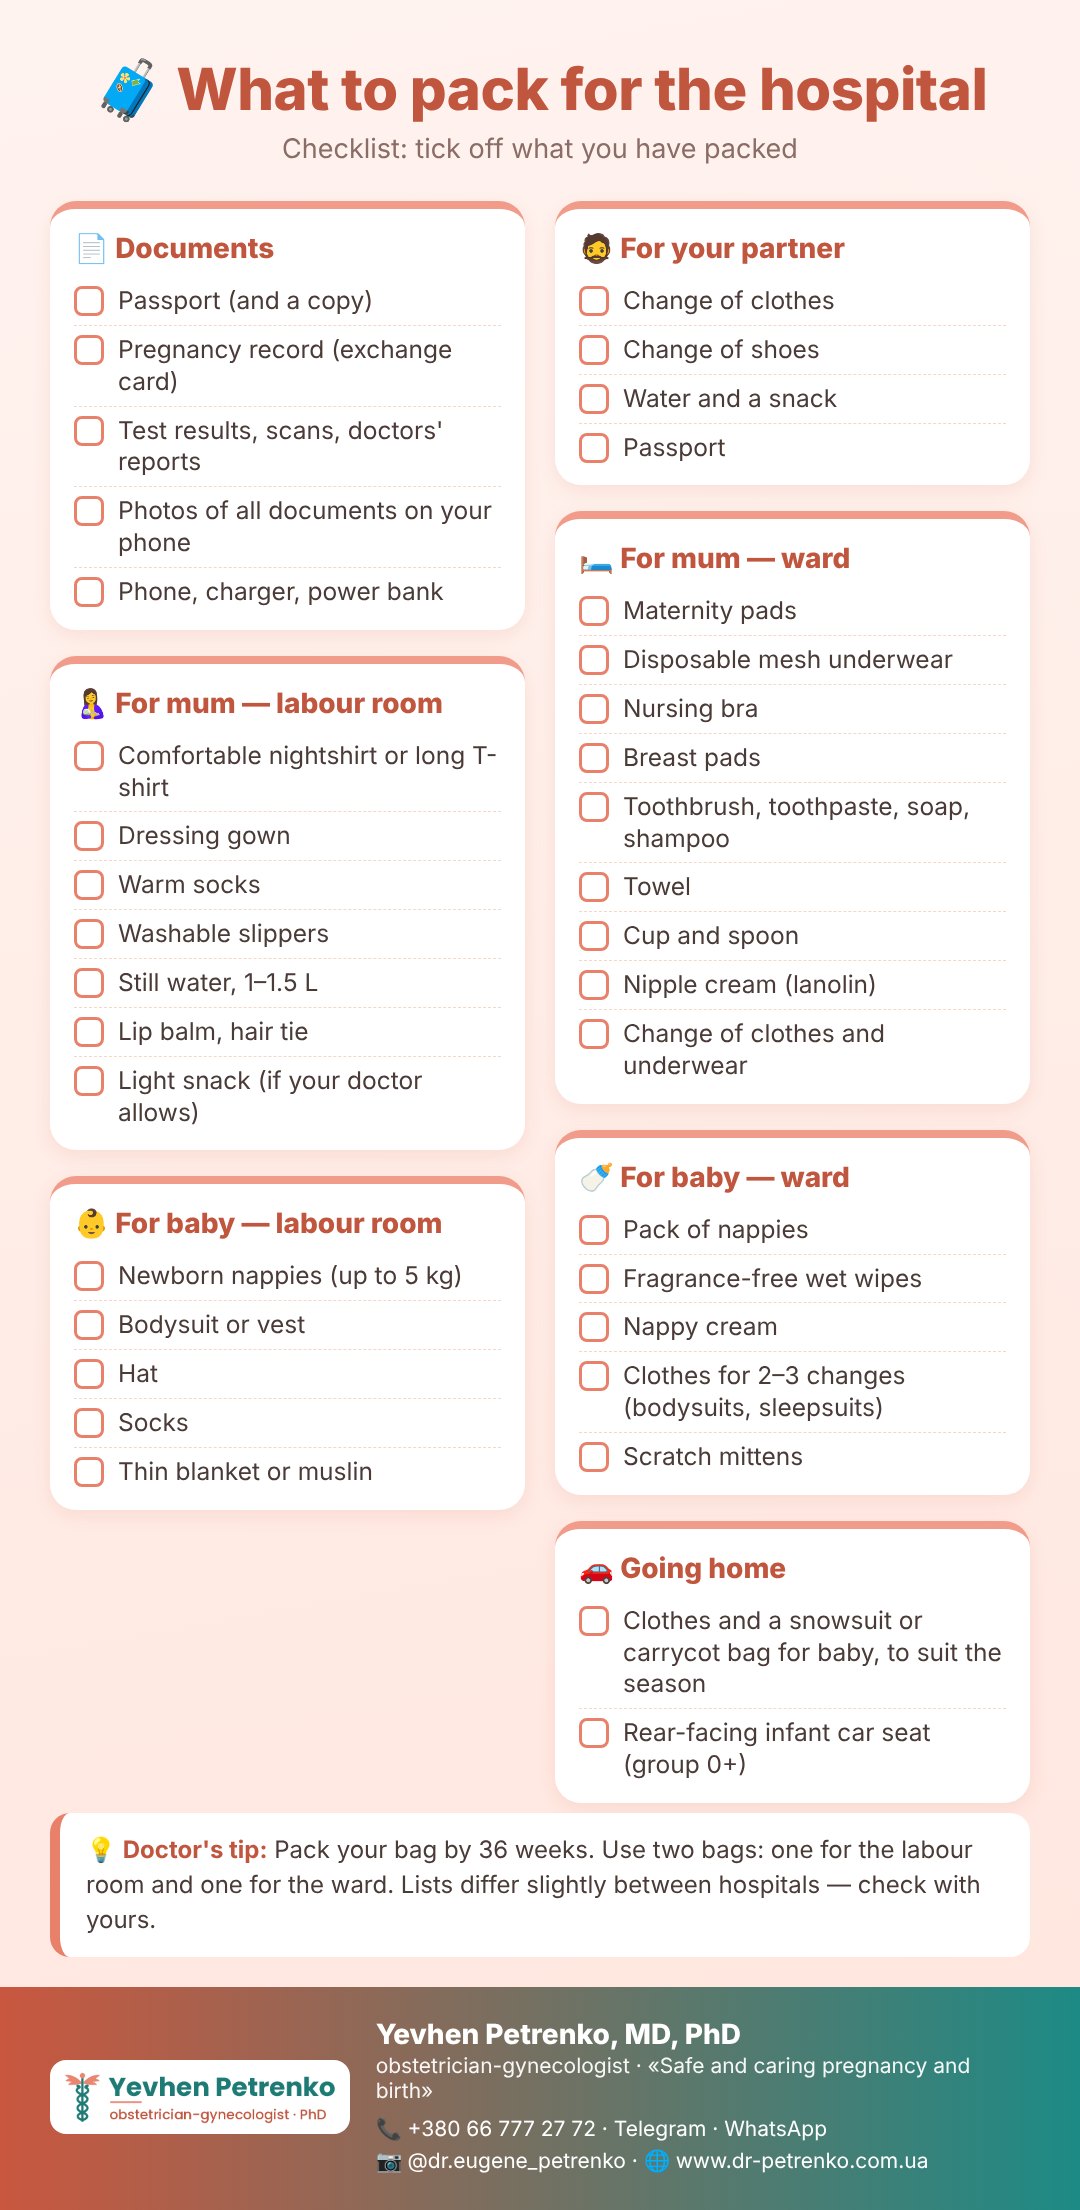 What to pack for the hospital
Checklist: tick off what you have packed
Documents
Passport (and a copy)
Pregnancy record (exchange
card)
Test results, scans, doctors'
reports
Photos of all documents on your
phone
Phone, charger, power bank
For mum — labour room
Comfortable nightshirt or long T-
shirt
Dressing gown
Warm socks
Washable slippers
Still water, 1–1.5 L
Lip balm, hair tie
Light snack (if your doctor
allows)
For baby — labour room
Newborn nappies (up to 5 kg)
Bodysuit or vest
Hat
Socks
Thin blanket or muslin
For your partner
Change of clothes
Change of shoes
Water and a snack
Passport
For mum — ward
Maternity pads
Disposable mesh underwear
Nursing bra
Breast pads
Toothbrush, toothpaste, soap,
shampoo
Towel
Cup and spoon
Nipple cream (lanolin)
Change of clothes and
underwear
For baby — ward
Pack of nappies
Fragrance-free wet wipes
Nappy cream
Clothes for 2–3 changes
(bodysuits, sleepsuits)
Scratch mittens
Going home
Clothes and a snowsuit or
carrycot bag for baby, to suit the
season
Rear-facing infant car seat
(group 0+)
Doctor's tip: Pack your bag by 36 weeks. Use two bags: one for the labour
room and one for the ward. Lists differ slightly between hospitals — check with
yours.
Yevhen Petrenko
obstetrician-gynecologist · PhD
Yevhen Petrenko, MD, PhD
obstetrician-gynecologist · «Safe and caring pregnancy and
birth»
+380 66 777 27 72 · Telegram · WhatsApp
@dr.eugene_petrenko · www.dr-petrenko.com.ua